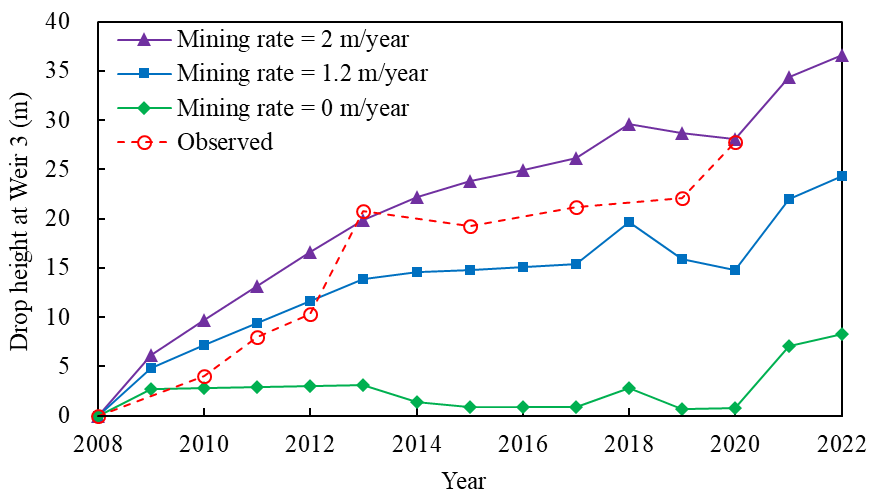 40
35
30
25
20
15
10
5
0
Drop height at Weir 3 (m)
Mining rate = 2 m/year
Mining rate = 1.2 m/year
Mining rate = 0 m/year
Observed
2008 2010 2012 2014 2016 2018 2020 2022
Year